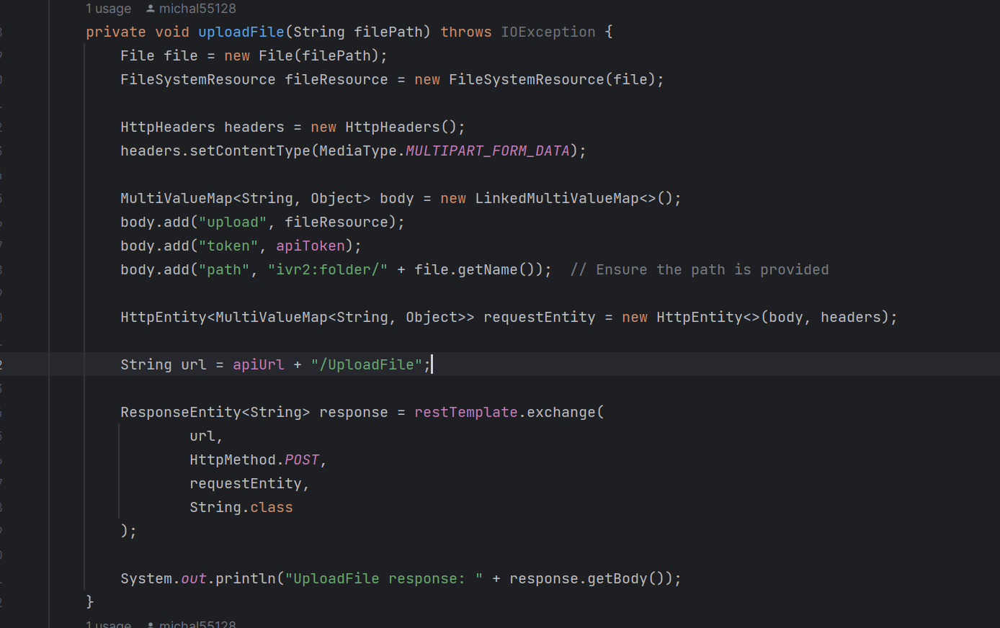 1 usage michal55128
private void uploadFile(String filePath) throws IOException {
File file = new File(filePath);
FileSystemResource fileResource = new FileSystemResource(file);
HttpHeaders headers = new HttpHeaders();
headers.setContentType(MediaType.MULTIPART_FORM_DATA);
MultiValueMap<String, Object> body = new LinkedMultiValueMap<>();
body.add("upload", fileResource);
body.add("token", apiToken);
body.add("path", "ivr2:folder/" + file.getName());  // Ensure the path is provided
HttpEntity<MultiValueMap<String, Object>> requestEntity = new HttpEntity<>(body, headers);
String url = apiUrl + "/UploadFile";
ResponseEntity<String> response = restTemplate.exchange(
url,
HttpMethod.POST,
requestEntity,
String.class
);
System.out.println("UploadFile response: " + response.getBody());
}
1 usage michal55128